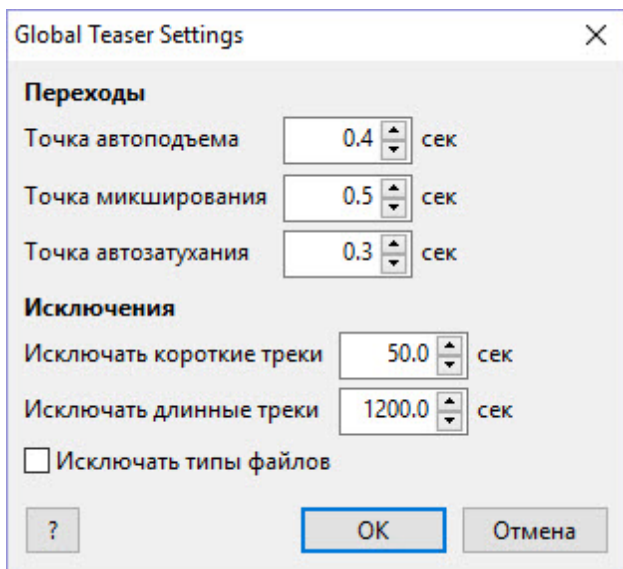 Global Teaser Settings
Переходы
Точка автоподъема 0.4 сек
Точка микширования 0.5 сек
Точка автозатухания 0.3 сек
Исключения
Исключать короткие треки 50.0 сек
Исключать длинные треки 1200.0 сек
Исключать типы файлов
? OK Отмена